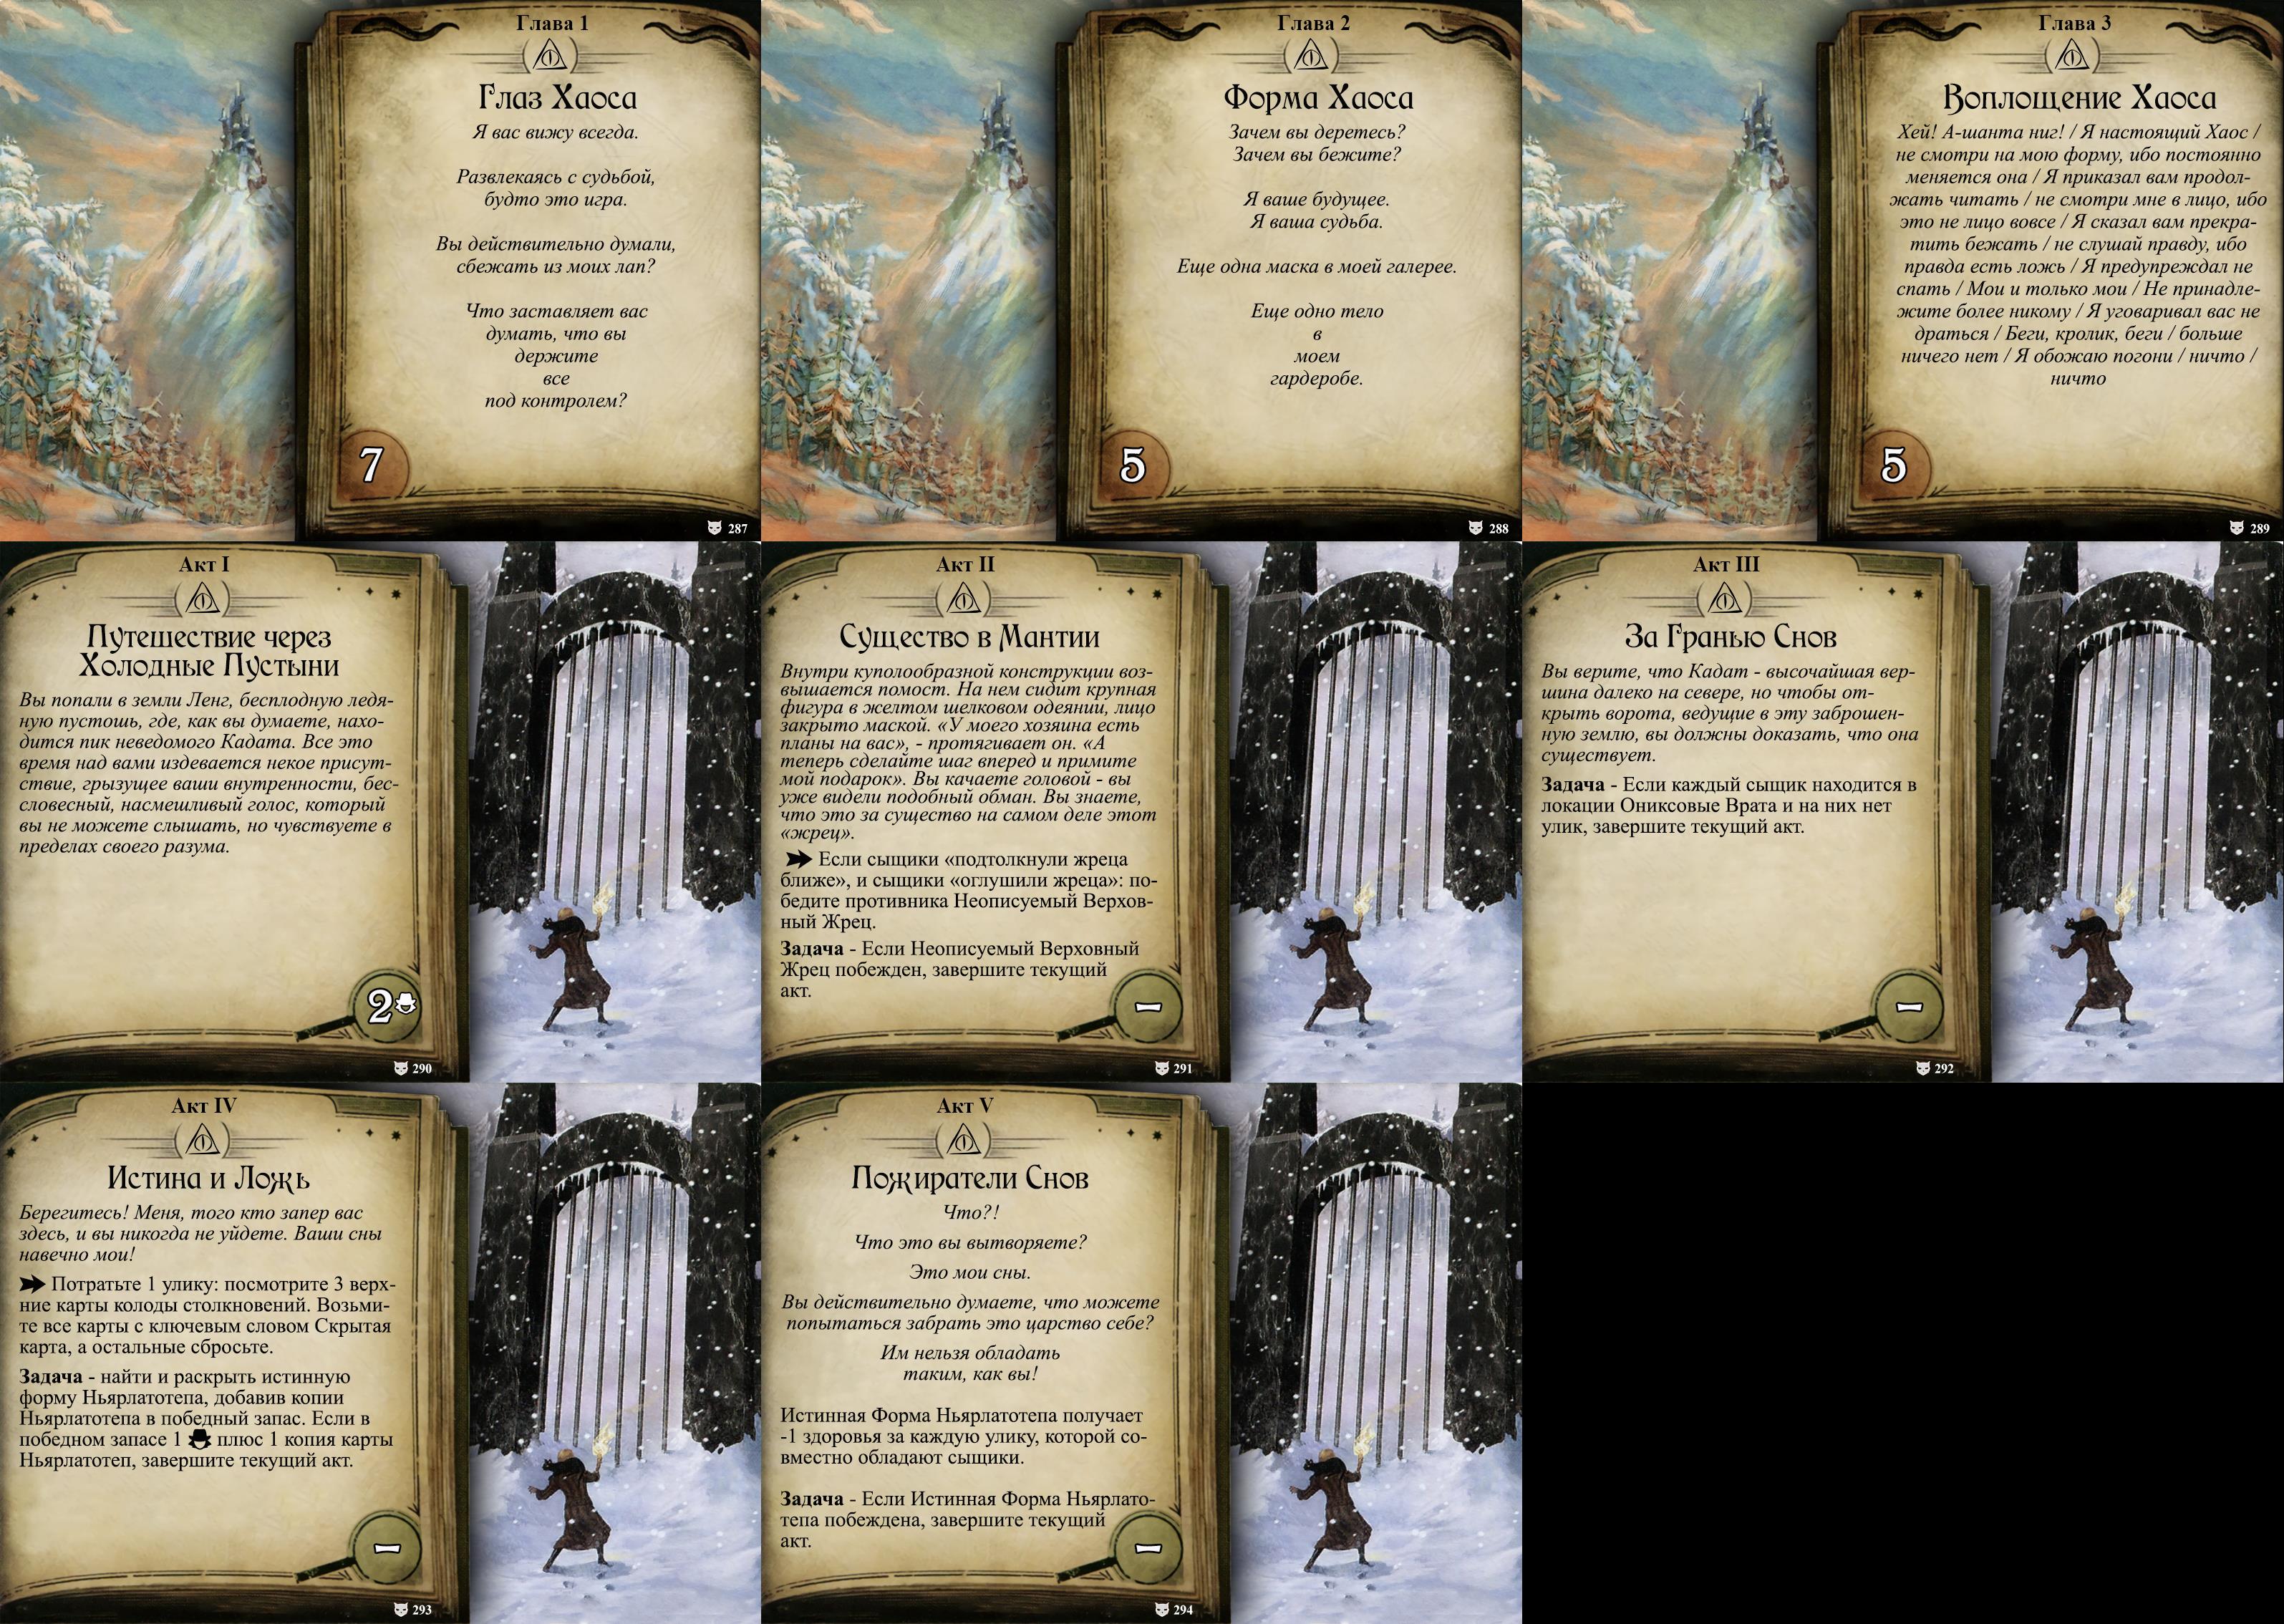 Глава 1
Глаз Хаоса
Я вас вижу всегда.
Развлекаясь с судьбой,
будто это игра.
Вы действительно думали,
сбежать из моих лап?
Что заставляет вас
думать, что вы
держите
все
под контролем?
7
287
Глава 2
Форма Хаоса
Зачем вы деретесь?
Зачем вы бежите?
Я ваше будущее.
Я ваша судьба.
Еще одна маска в моей галерее.
Еще одно тело
в
моем
гардеробе.
5
288
Глава 3
Воплощение Хаоса
Хей! А-шанта ниг! / Я настоящий Хаос /
не смотри на мою форму, ибо постоянно
меняется она / Я приказал вам продол-
жать читать / не смотри мне в лицо, ибо
это не лицо вовсе / Я сказал вам прекра-
тить бежать / не слушай правду, ибо
правда есть ложь / Я предупреждал не
спать / Мои и только мои / Не принадле-
жите более никому / Я уговаривал вас не
драться / Беги, кролик, беги / больше
ничего нет / Я обожаю погони / ничто /
ничто
5
289
Акт I
Путешествие через
Холодные Пустыни
Вы попали в земли Ленг, бесплодную ледя-
ную пустошь, где, как вы думаете, нахо-
дится пик неведомого Кадата. Все это
время над вами издевается некое присут-
ствие, грызущее ваши внутренности, бес-
словесный, насмешливый голос, который
вы не можете слышать, но чувствуете в
пределах своего разума.
2
290
Акт II
Существо в Мантии
Внутри куполообразной конструкции воз-
вышается помост. На нем сидит крупная
фигура в желтом шелковом одеянии, лицо
закрыто маской. «У моего хозяина есть
планы на вас», - протягивает он. «А
теперь сделайте шаг вперед и примите
мой подарок». Вы качаете головой - вы
уже видели подобный обман. Вы знаете,
что это за существо на самом деле этот
«жрец».
Если сыщики «подтолкнули жреца
ближе», и сыщики «оглушили жреца»: по-
бедите противника Неописуемый Верхов-
ный Жрец.
Задача - Если Неописуемый Верховный
Жрец побежден, завершите текущий
акт.
–
291
Акт III
За Гранью Снов
Вы верите, что Кадат - высочайшая вер-
шина далеко на севере, но чтобы от-
крыть ворота, ведущие в эту заброшен-
ную землю, вы должны доказать, что она
существует.
Задача - Если каждый сыщик находится в
локации Ониксовые Врата и на них нет
улик, завершите текущий акт.
–
292
Акт IV
Истина и Ложь
Берегитесь! Меня, того кто запер вас
здесь, и вы никогда не уйдете. Ваши сны
навечно мои!
Потратьте 1 улику: посмотрите 3 верх-
ние карты колоды столкновений. Возьми-
те все карты с ключевым словом Скрытая
карта, а остальные сбросьте.
Задача - найти и раскрыть истинную
форму Ньярлатотепа, добавив копии
Ньярлатотепа в победный запас. Если в
победном запасе 1 плюс 1 копия карты
Ньярлатотеп, завершите текущий акт.
–
293
Акт V
Пожиратели Снов
Что?!
Что это вы вытворяете?
Это мои сны.
Вы действительно думаете, что можете
попытаться забрать это царство себе?
Им нельзя обладать
таким, как вы!
Истинная Форма Ньярлатотепа получает
-1 здоровья за каждую улику, которой со-
вместно обладают сыщики.
Задача - Если Истинная Форма Ньярлато-
тепа побеждена, завершите текущий
акт.
–
294